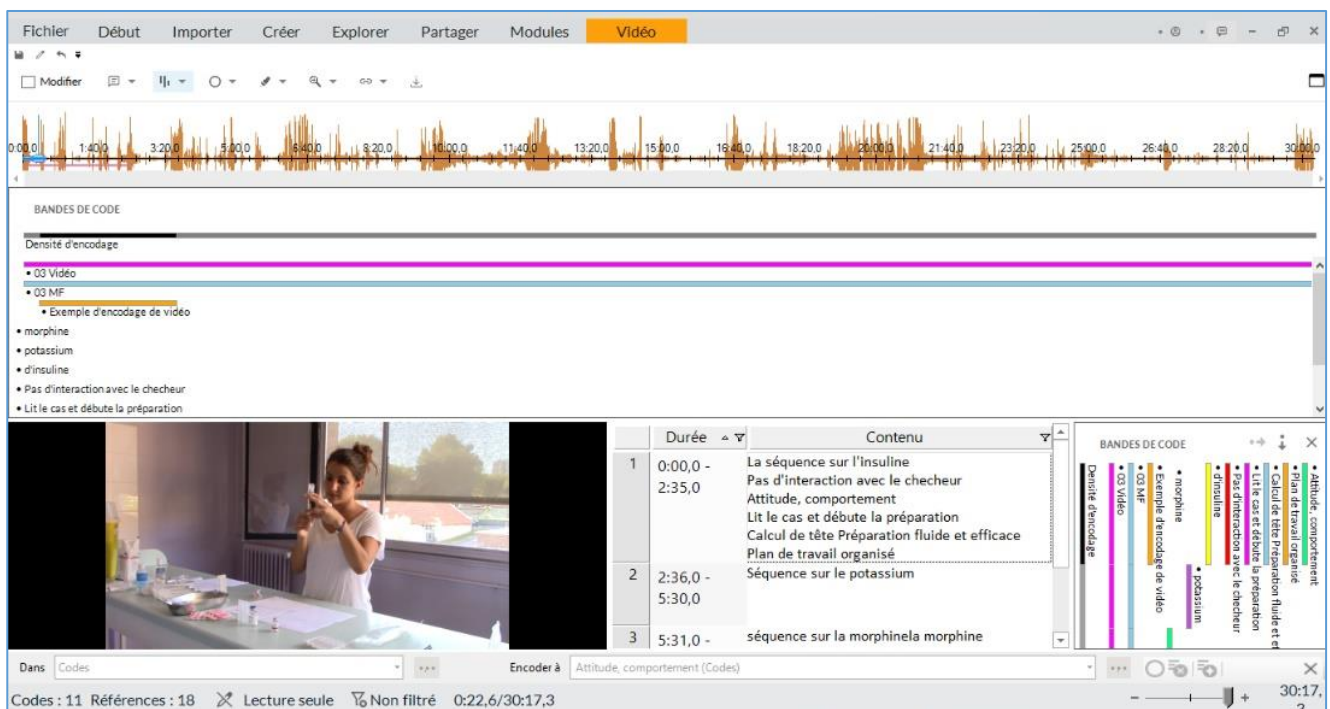 Fichier Début Importer Créer Explorer Partager Modules Vidéo
Modifier
0:00,0 1:40,0 3:20,0 5:00,0 6:40,0 8:20,0 10:00,0 11:40,0 13:20,0 15:00,0 16:40,0 18:20,0 20:00,0 21:40,0 23:20,0 25:00,0 26:40,0 28:20,0 30:00,0
BANDES DE CODE
Densité d'encodage
• 03 Vidéo
• 03 MF
• Exemple d'encodage de vidéo
• morphine
• potassium
• d'insuline
• Pas d'interaction avec le checheur
• Lit le cas et débute la préparation
Durée Contenu
1 0:00,0 - 2:35,0
La séquence sur l'insuline
Pas d'interaction avec le checheur
Attitude, comportement
Lit le cas et débute la préparation
Calcul de tête Préparation fluide et efficace
Plan de travail organisé
2 2:36,0 - 5:30,0
Séquence sur le potassium
3 5:31,0 -
séquence sur la morphinela morphine
BANDES DE CODE
Densité d'encodage
• 03 Vidéo
• 03 MF
• Exemple d'encodage de vidéo
• morphine
• potassium
• d'insuline
• Pas d'interaction avec le checheur
• Lit le cas et débute la préparation
• Calcul de tête Préparation fluide et ef
• Plan de travail organisé
• Attitude, comportement
Dans Codes Encoder à Attitude, comportement (Codes)
Codes : 11 Références : 18 Lecture seule Non filtré 0:22,6/30:17,3
30:17,